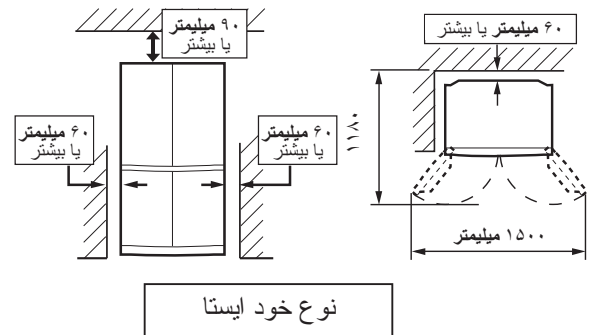 ۹۰ میلیمتر
یا بیشتر
۶۰ میلیمتر یا بیشتر
۶۰ میلیمتر
یا بیشتر
۶۰ میلیمتر
یا بیشتر
۱۱۸۰
۱۵۰۰ میلیمتر
نوع خود ایستا